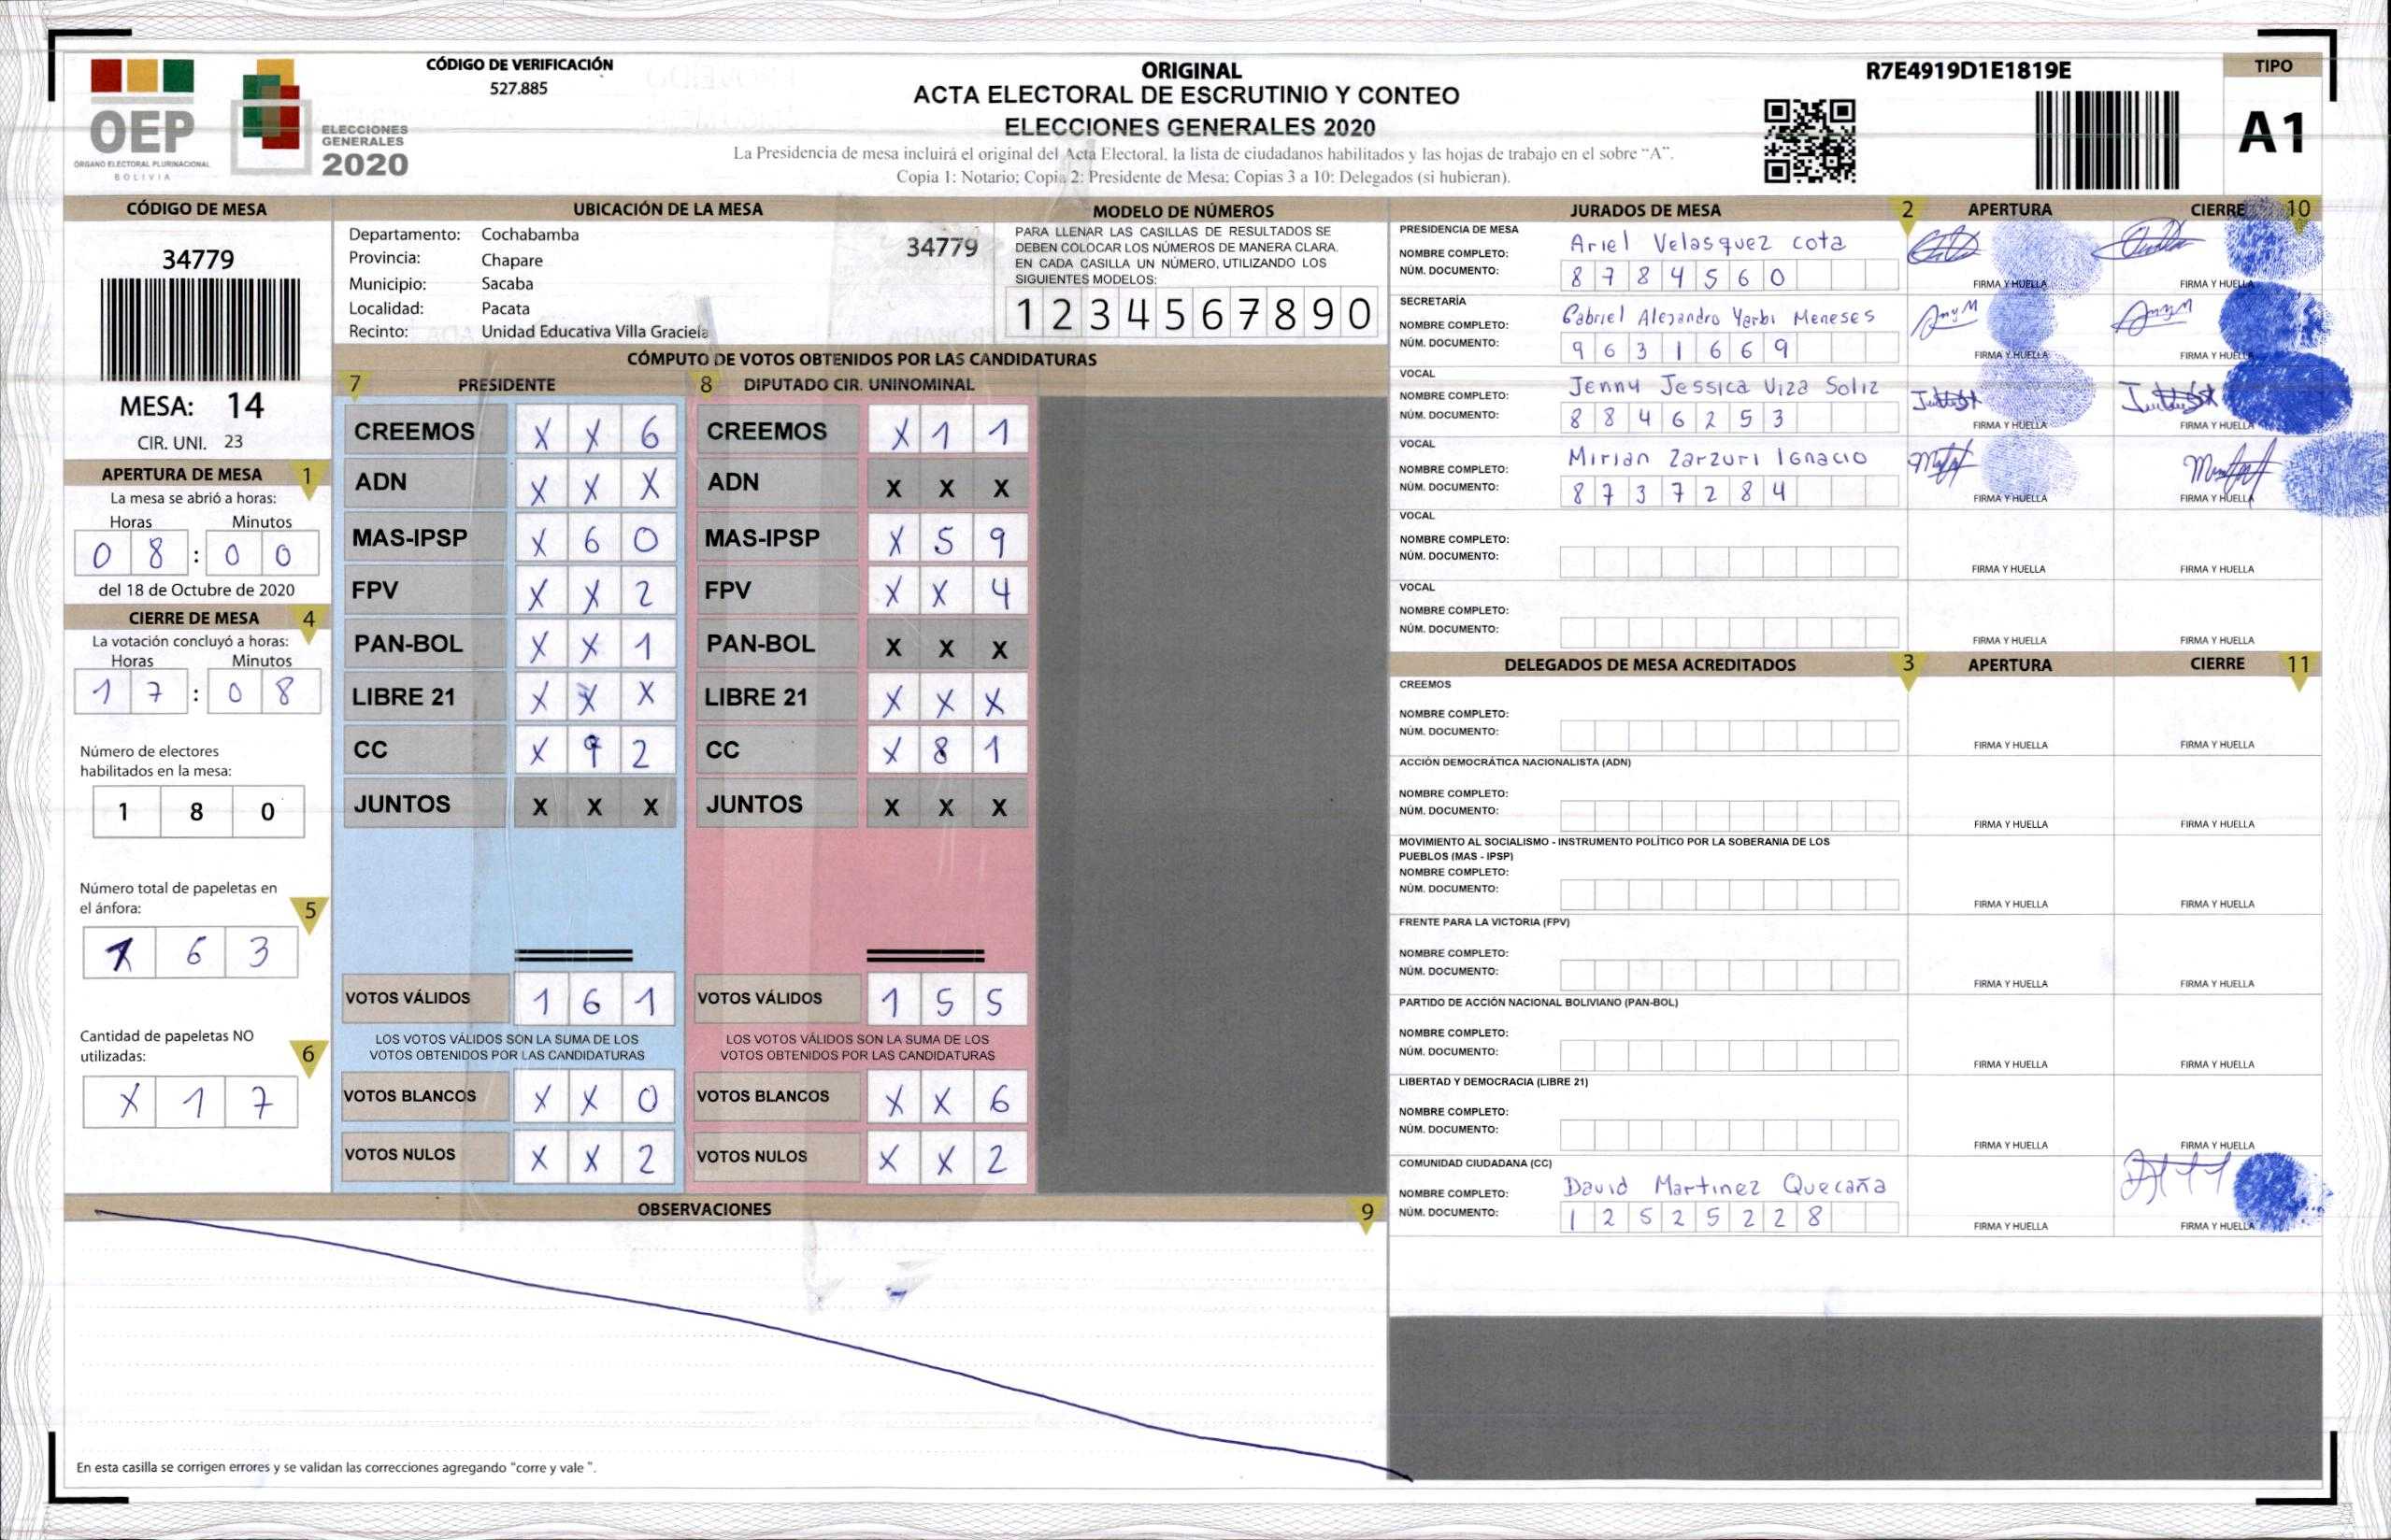 CÓDIGO DE VERIFICACIÓN
527.885
OEP
ÓRGANO ELECTORAL PLURINACIONAL
BOLIVIA
ELECCIONES
GENERALES
2020
ORIGINAL
ACTA ELECTORAL DE ESCRUTINIO Y CONTEO
ELECCIONES GENERALES 2020
La Presidencia de mesa incluirá el original del Acta Electoral, la lista de ciudadanos habilitados y las hojas de trabajo en el sobre "A".
Copia 1: Notario; Copia 2: Presidente de Mesa; Copias 3 a 10: Delegados (si hubieran).
R7E4919D1E1819E
TIPO
A1
CÓDIGO DE MESA
34779
MESA: 14
CIR. UNI. 23
APERTURA DE MESA 1
La mesa se abrió a horas:
Horas Minutos
0 8 : 0 0
del 18 de Octubre de 2020
CIERRE DE MESA 4
La votación concluyó a horas:
Horas Minutos
1 7 : 0 8
Número de electores
habilitados en la mesa:
1 8 0
Número total de papeletas en
el ánfora: 5
1 6 3
Cantidad de papeletas NO
utilizadas: 6
X 1 7
UBICACIÓN DE LA MESA
Departamento: Cochabamba
Provincia: Chapare
Municipio: Sacaba
Localidad: Pacata
Recinto: Unidad Educativa Villa Graciela
34779
MODELO DE NÚMEROS
PARA LLENAR LAS CASILLAS DE RESULTADOS SE
DEBEN COLOCAR LOS NÚMEROS DE MANERA CLARA.
EN CADA CASILLA UN NÚMERO, UTILIZANDO LOS
SIGUIENTES MODELOS:
1 2 3 4 5 6 7 8 9 0
CÓMPUTO DE VOTOS OBTENIDOS POR LAS CANDIDATURAS
7 PRESIDENTE 8 DIPUTADO CIR. UNINOMINAL
CREEMOS X X 6 CREEMOS X 1 1
ADN X X X ADN X X X
MAS-IPSP X 6 0 MAS-IPSP X 5 9
FPV X X 2 FPV X X 4
PAN-BOL X X 1 PAN-BOL X X X
LIBRE 21 X X X LIBRE 21 X X X
CC X 9 2 CC X 8 1
JUNTOS X X X JUNTOS X X X
VOTOS VÁLIDOS 1 6 1 VOTOS VÁLIDOS 1 5 5
LOS VOTOS VÁLIDOS SON LA SUMA DE LOS LOS VOTOS VÁLIDOS SON LA SUMA DE LOS
VOTOS OBTENIDOS POR LAS CANDIDATURAS VOTOS OBTENIDOS POR LAS CANDIDATURAS
VOTOS BLANCOS X X 0 VOTOS BLANCOS X X 6
VOTOS NULOS X X 2 VOTOS NULOS X X 2
OBSERVACIONES 9
En esta casilla se corrigen errores y se validan las correcciones agregando "corre y vale ".
JURADOS DE MESA 2 APERTURA CIERRE 10
PRESIDENCIA DE MESA
NOMBRE COMPLETO: Ariel Velasquez cota
NÚM. DOCUMENTO: 8 7 8 4 5 6 0
FIRMA Y HUELLA FIRMA Y HUELLA
SECRETARÍA
NOMBRE COMPLETO: Gabriel Alejandro Yarbi Meneses
NÚM. DOCUMENTO: 9 6 3 1 6 6 9
FIRMA Y HUELLA FIRMA Y HUELLA
VOCAL
NOMBRE COMPLETO: Jenny Jessica Viza Soliz
NÚM. DOCUMENTO: 8 8 4 6 2 5 3
FIRMA Y HUELLA FIRMA Y HUELLA
VOCAL
NOMBRE COMPLETO: Mirian Zarzuri Ignacio
NÚM. DOCUMENTO: 8 7 3 7 2 8 4
FIRMA Y HUELLA FIRMA Y HUELLA
VOCAL
NOMBRE COMPLETO:
NÚM. DOCUMENTO:
FIRMA Y HUELLA FIRMA Y HUELLA
VOCAL
NOMBRE COMPLETO:
NÚM. DOCUMENTO:
FIRMA Y HUELLA FIRMA Y HUELLA
DELEGADOS DE MESA ACREDITADOS 3 APERTURA CIERRE 11
CREEMOS
NOMBRE COMPLETO:
NÚM. DOCUMENTO:
FIRMA Y HUELLA FIRMA Y HUELLA
ACCIÓN DEMOCRÁTICA NACIONALISTA (ADN)
NOMBRE COMPLETO:
NÚM. DOCUMENTO:
FIRMA Y HUELLA FIRMA Y HUELLA
MOVIMIENTO AL SOCIALISMO - INSTRUMENTO POLÍTICO POR LA SOBERANIA DE LOS
PUEBLOS (MAS - IPSP)
NOMBRE COMPLETO:
NÚM. DOCUMENTO:
FIRMA Y HUELLA FIRMA Y HUELLA
FRENTE PARA LA VICTORIA (FPV)
NOMBRE COMPLETO:
NÚM. DOCUMENTO:
FIRMA Y HUELLA FIRMA Y HUELLA
PARTIDO DE ACCIÓN NACIONAL BOLIVIANO (PAN-BOL)
NOMBRE COMPLETO:
NÚM. DOCUMENTO:
FIRMA Y HUELLA FIRMA Y HUELLA
LIBERTAD Y DEMOCRACIA (LIBRE 21)
NOMBRE COMPLETO:
NÚM. DOCUMENTO:
FIRMA Y HUELLA FIRMA Y HUELLA
COMUNIDAD CIUDADANA (CC)
NOMBRE COMPLETO: David Martinez Quecaña
NÚM. DOCUMENTO: 1 2 5 2 5 2 2 8
FIRMA Y HUELLA FIRMA Y HUELLA